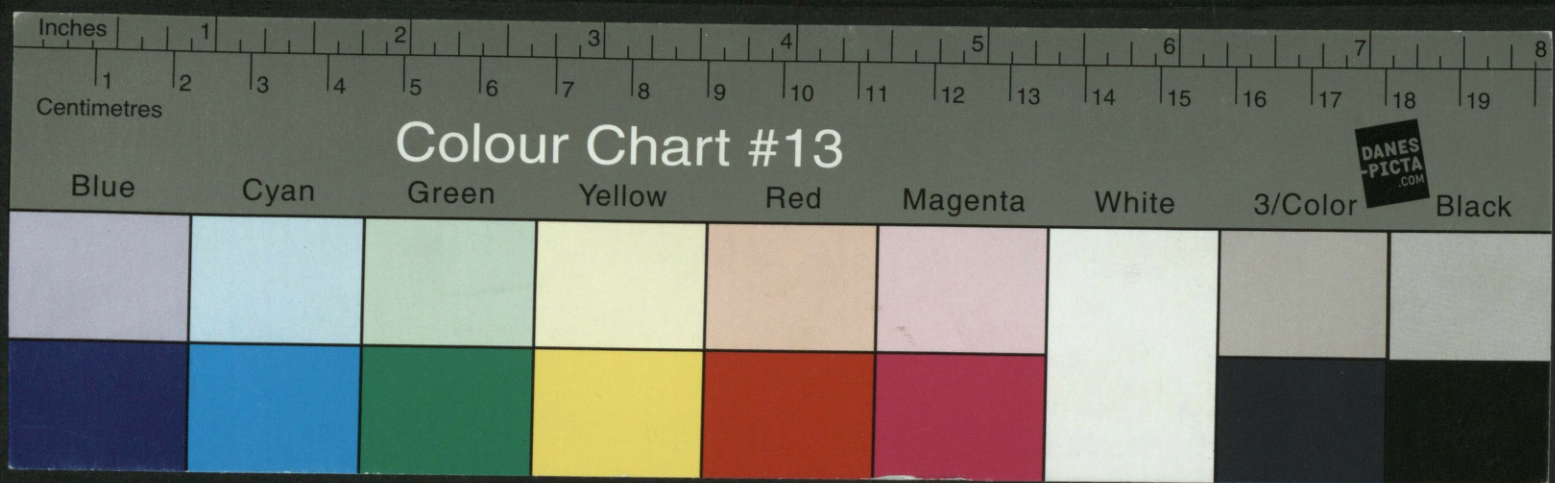 Inches 1 2 3 4 5 6 7 8
1 2 3 4 5 6 7 8 9 10 11 12 13 14 15 16 17 18 19
Centimetres
Colour Chart #13
DANES
-PICTA
.COM
Blue Cyan Green Yellow Red Magenta White 3/Color Black